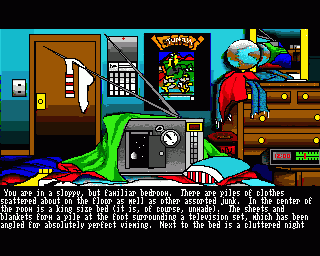 You are in a sloppy, but familiar bedroom. There are piles of clothes
scattered about on the floor as well as other assorted junk. In the center
of the room is a king size bed (it is, of course, unmade). The sheets and
blankets form a pile at the foot surrounding a television set, which has been
angled for absolutely perfect viewing. Next to the bed is a cluttered night